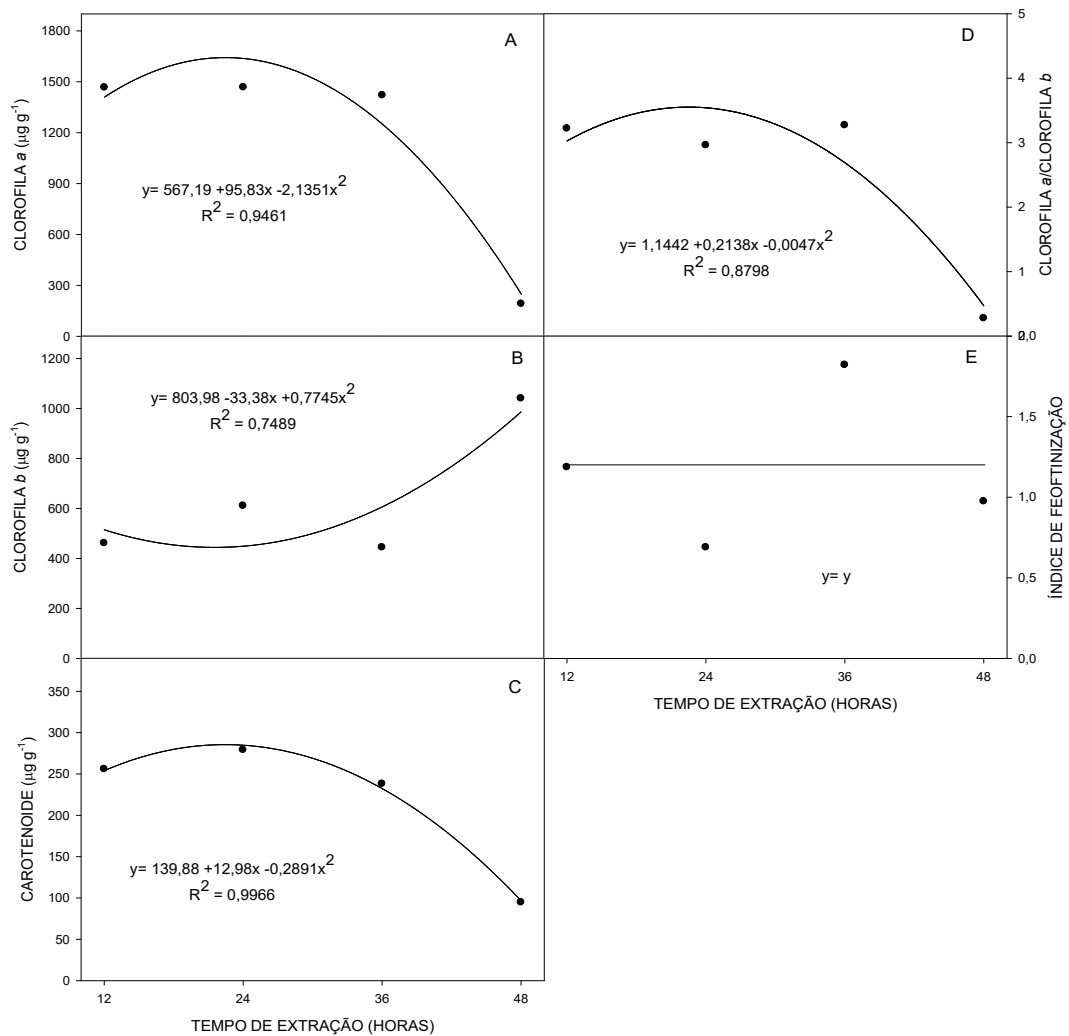 A
CLOROFILA a (μg g-1)
1800
1500
1200
900
600
300
0
y= 567,19 +95,83x -2,1351x2
R2 = 0,9461
D
5
4
3
2
1
0
CLOROFILA a/CLOROFILA b
y= 1,1442 +0,2138x -0,0047x2
R2 = 0,8798
B
CLOROFILA b (μg g-1)
1200
1000
800
600
400
200
0
y= 803,98 -33,38x +0,7745x2
R2 = 0,7489
E
2,0
1,5
1,0
0,5
0,0
ÍNDICE DE FEOFTINIZAÇÃO
y= y
12 24 36 48
TEMPO DE EXTRAÇÃO (HORAS)
C
CAROTENOIDE (μg g-1)
350
300
250
200
150
100
50
0
y= 139,88 +12,98x -0,2891x2
R2 = 0,9966
12 24 36 48
TEMPO DE EXTRAÇÃO (HORAS)